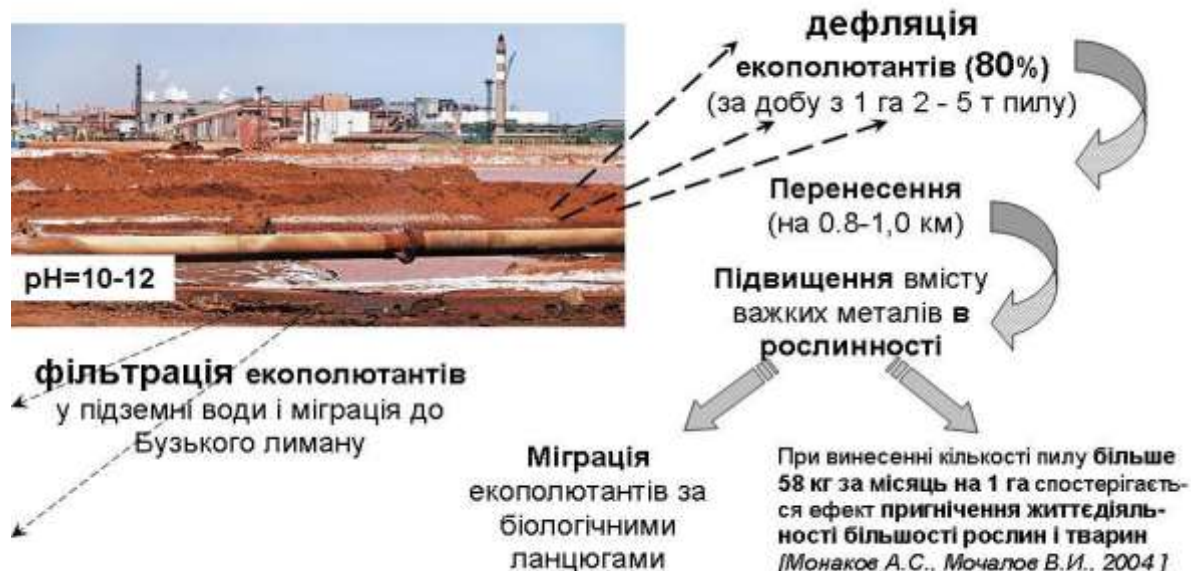 дефляція
екополютантів (80%)
(за добу з 1 га 2 - 5 т пилу)
Перенесення
(на 0.8-1,0 км)
Підвищення вмісту
важких металів в
рослинності
pH=10-12
фільтрація екополютантів
у підземні води і міграція до
Бузького лиману
Міграція
екополютантів за
біологічними
ланцюгами
При винесенні кількості пилу більше
58 кг за місяць на 1 га спостерігаєть-
ся ефект пригнічення життєдіяль-
ності більшості рослин і тварин
[Монаков А.С., Мочалов В.И., 2004 ]